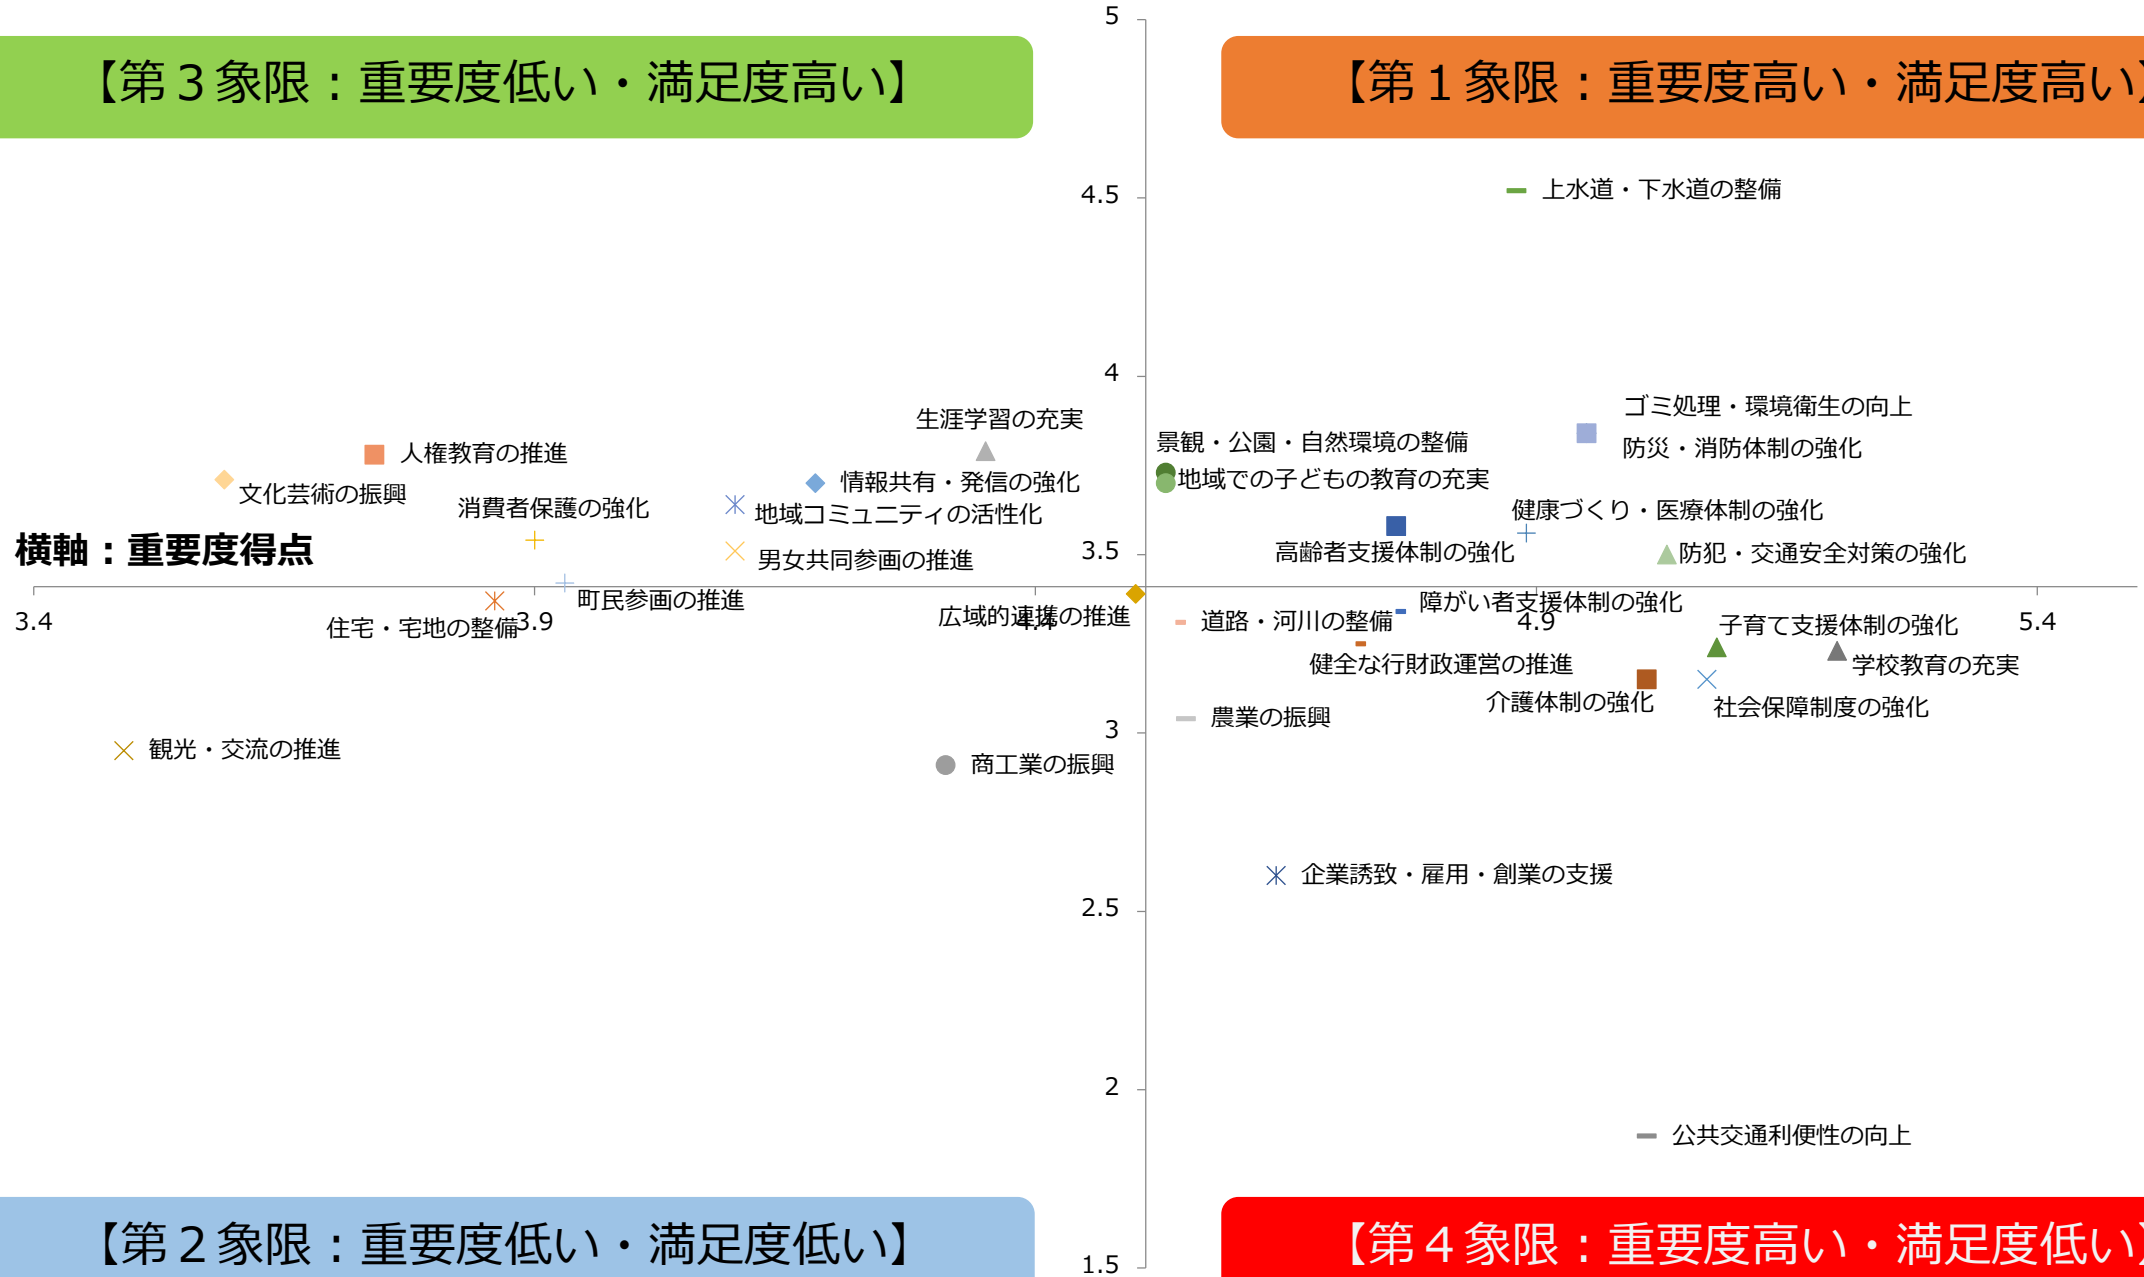 5
【第３象限：重要度低い・満足度高い】
【第１象限：重要度高い・満足度高い】
4.5
上水道・下水道の整備
4
ゴミ処理・環境衛生の向上
生涯学習の充実
景観・公園・自然環境の整備
防災・消防体制の強化
人権教育の推進
地域での子どもの教育の充実
情報共有・発信の強化
文化芸術の振興
消費者保護の強化
地域コミュニティの活性化
健康づくり・医療体制の強化
横軸：重要度得点
3.5
高齢者支援体制の強化
防犯・交通安全対策の強化
男女共同参画の推進
町民参画の推進
障がい者支援体制の強化
3.4
住宅・宅地の整備
3.9
広域的連携の推進
4.4
道路・河川の整備
4.9
子育て支援体制の強化
5.4
健全な行財政運営の推進
学校教育の充実
介護体制の強化
社会保障制度の強化
農業の振興
3
観光・交流の推進
商工業の振興
企業誘致・雇用・創業の支援
2.5
2
公共交通利便性の向上
【第２象限：重要度低い・満足度低い】
【第４象限：重要度高い・満足度低い】
1.5